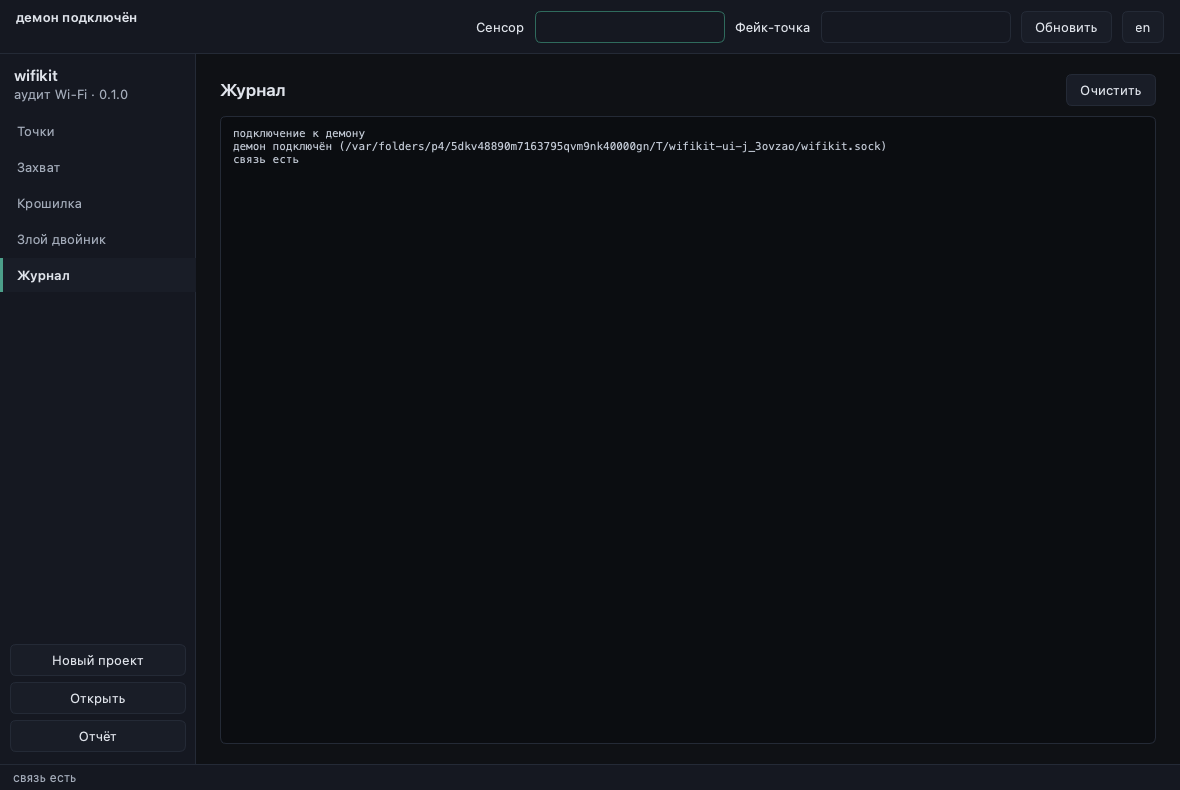 демон подключён
Сенсор
Фейк-точка
Обновить
en
wifikit
аудит Wi-Fi · 0.1.0
Точки
Захват
Крошилка
Злой двойник
Журнал
Новый проект
Открыть
Отчёт
Журнал
Очистить
подключение к демону
демон подключён (/var/folders/p4/5dkv48890m7163795qvm9nk40000gn/T/wifikit-ui-j_3ovzao/wifikit.sock)
связь есть
связь есть